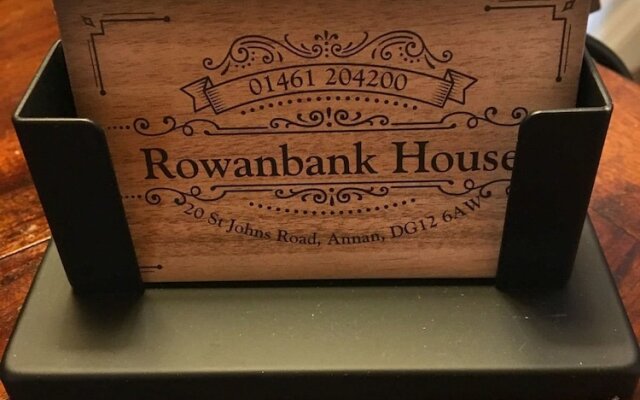 01461 204200
Rowanbank House
20 St Johns Road, Annan, DG12 6AW